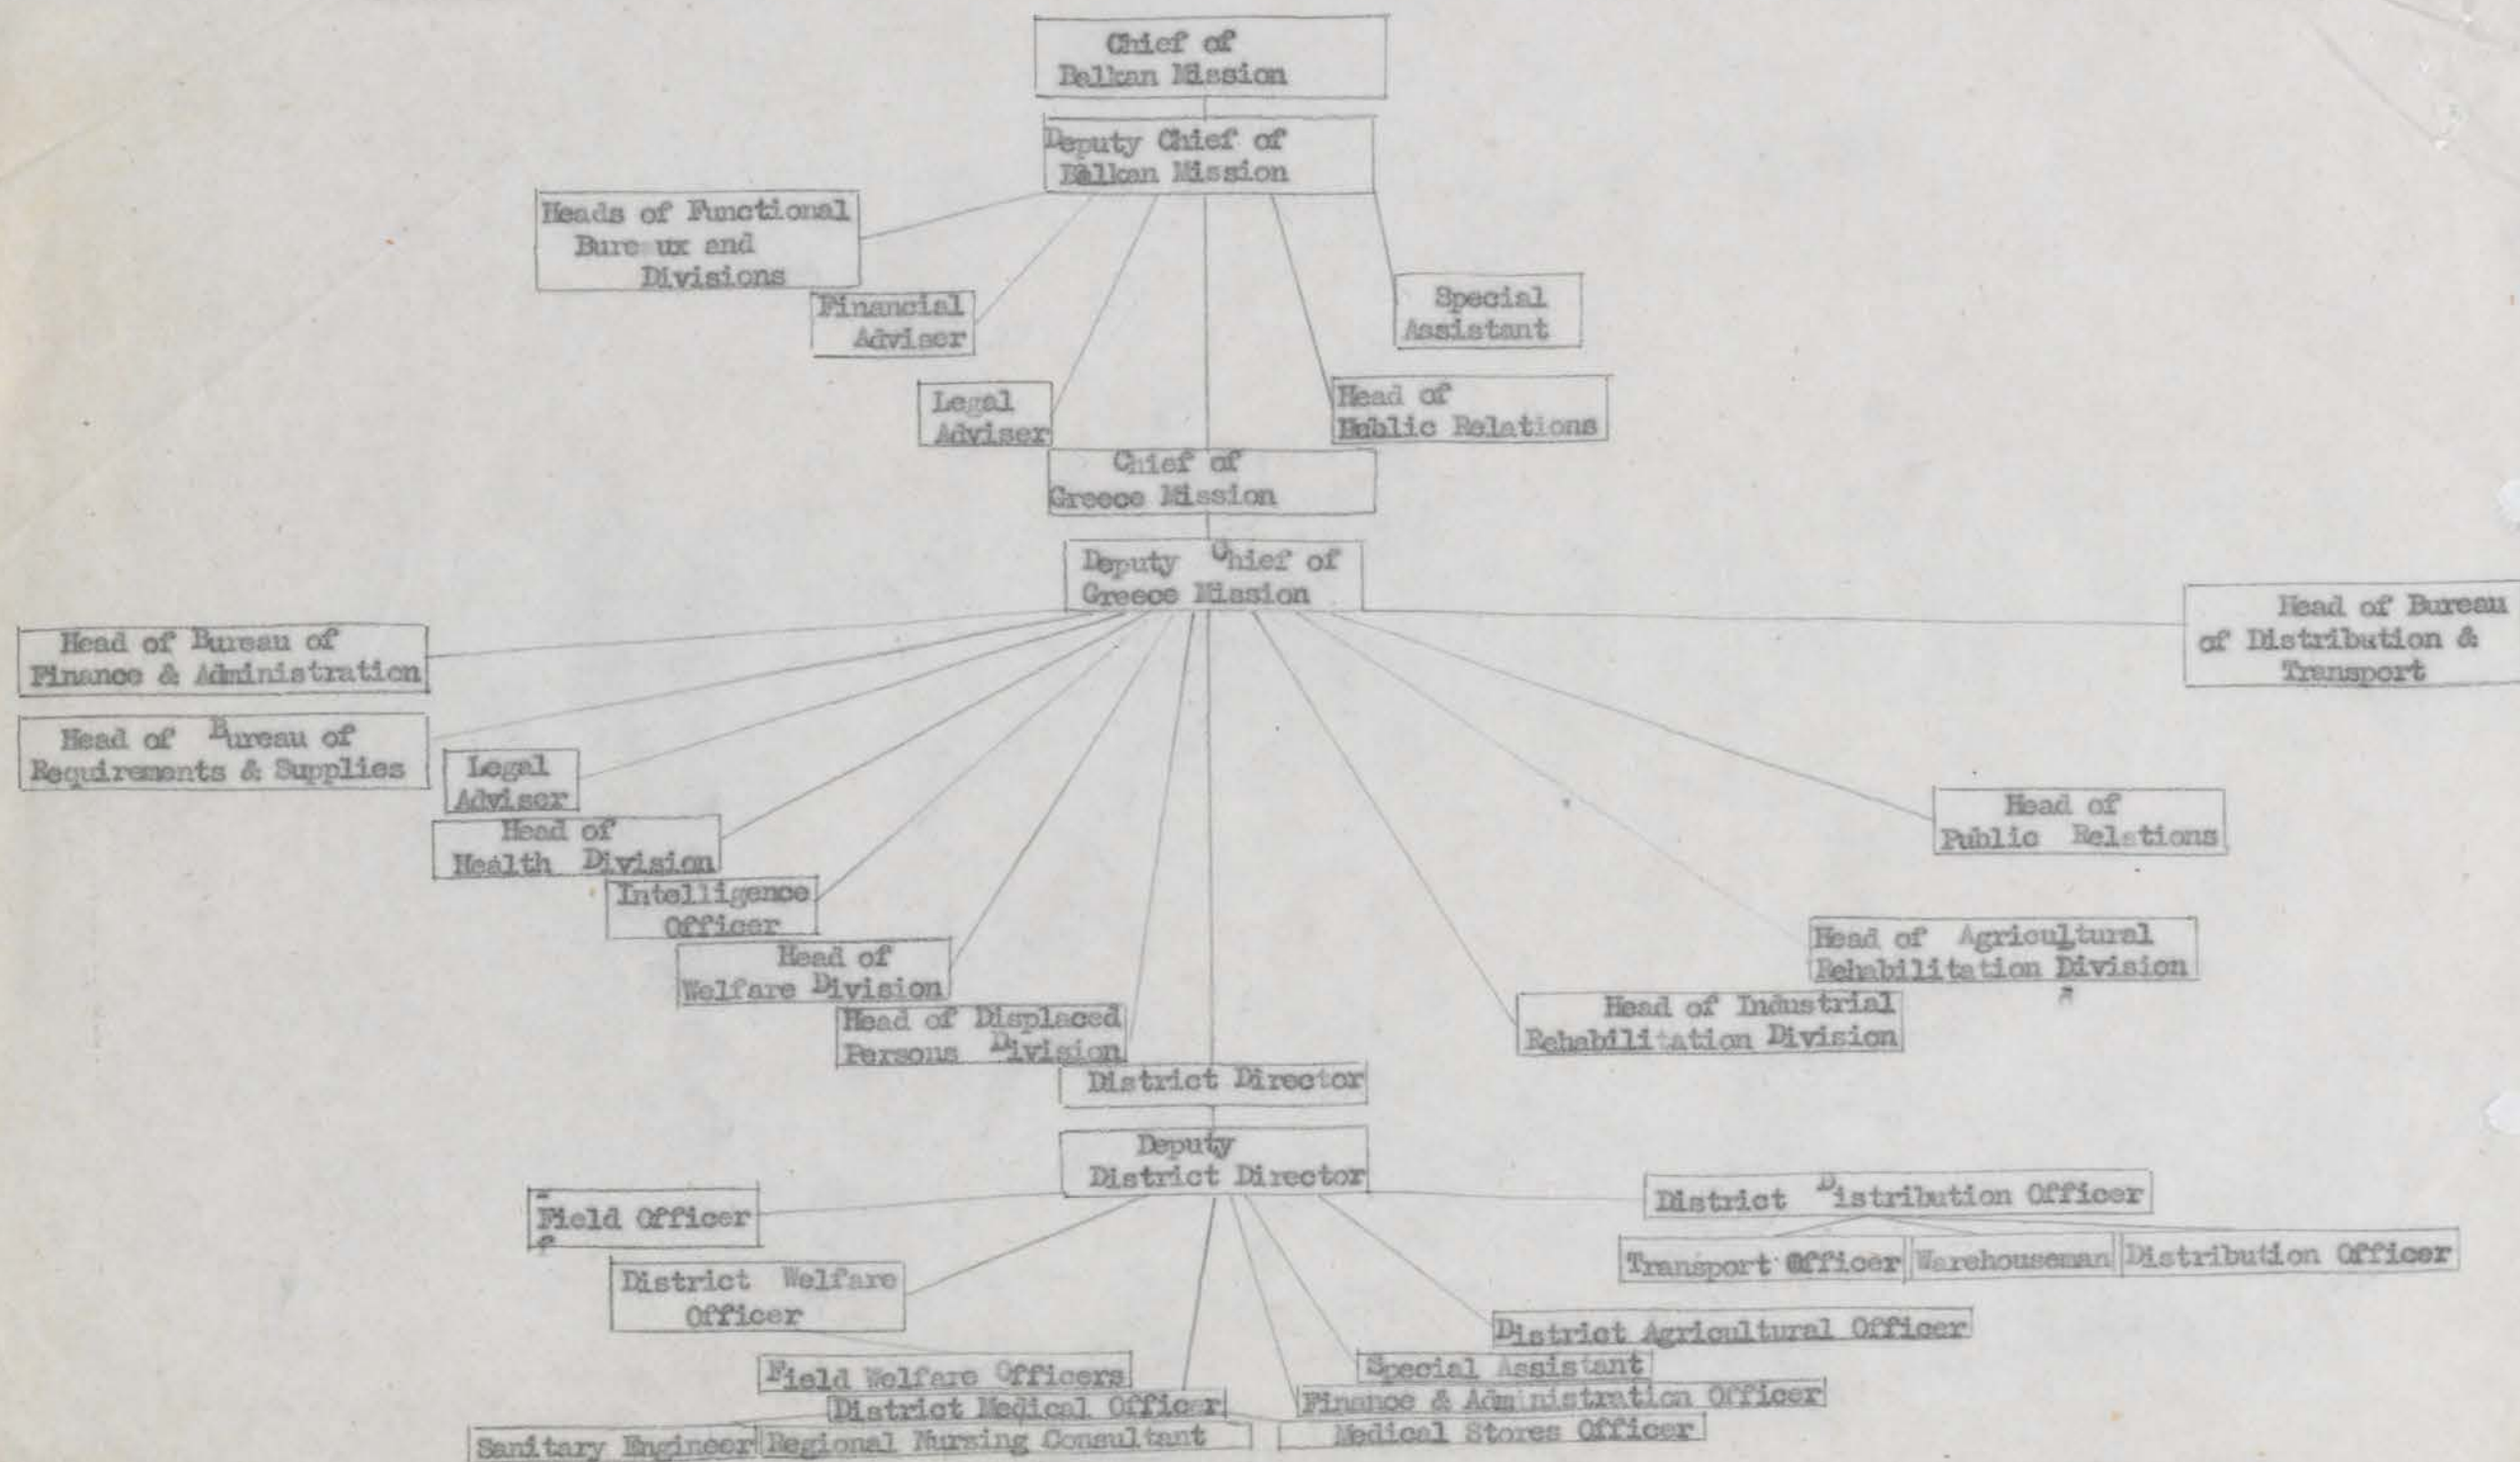 Chief of
Balkan Mission
Deputy Chief of
Balkan Mission
Heads of Functional
Bureaux and
Divisions
Financial
Adviser
Special
Assistant
Legal
Adviser
Head of
Public Relations
Chief of
Greece Mission
Deputy Chief of
Greece Mission
Head of Bureau of
Finance & Administration
Head of Bureau
of Distribution &
Transport
Head of Bureau of
Requirements & Supplies
Legal
Adviser
Head of
Health Division
Intelligence
Officer
Head of
Welfare Division
Head of Displaced
Persons Division
Head of
Public Relations
Head of Agricultural
Rehabilitation Division
Head of Industrial
Rehabilitation Division
District Director
Deputy
District Director
Field Officer
District Welfare
Officer
Field Welfare Officers
District Medical Officer
Sanitary Engineer
Regional Nursing Consultant
Medical Stores Officer
Finance & Administration Officer
Special Assistant
District Agricultural Officer
District Distribution Officer
Transport Officer
Warehouseman
Distribution Officer